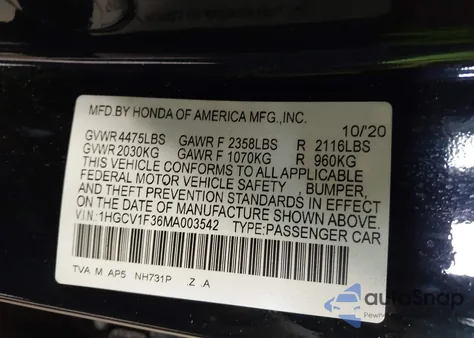 MFD.BY HONDA OF AMERICA MFG.,INC.
10/20
GVWR 4475LBS GAWR F 2358LBS R 2116LBS
GVWR 2030KG GAWR F 1070KG R 960KG
THIS VEHICLE CONFORMS TO ALL APPLICABLE
FEDERAL MOTOR VEHICLE SAFETY , BUMPER,
AND THEFT PREVENTION STANDARDS IN EFFECT
ON THE DATE OF MANUFACTURE SHOWN ABOVE.
V.I.N: 1HGCV1F36MA003542 TYPE:PASSENGER CAR
TVA M AP5 NH731P .Z .A
autoSnap